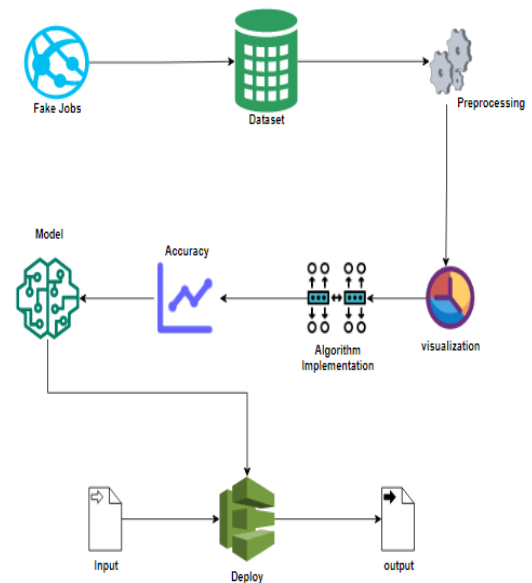 Fake Jobs
Dataset
Preprocessing
Model
Accuracy
Algorithm
Implementation
visualization
Input
Deploy
output